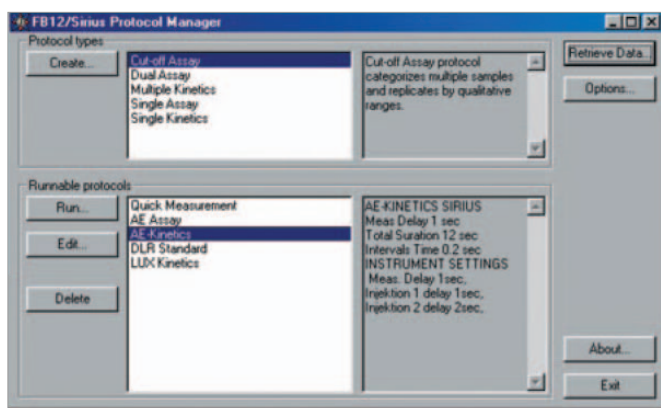 FB12/Sirius Protocol Manager
Protocol types
Create...
Cut-off Assay
Dual Assay
Multiple Kinetics
Single Assay
Single Kinetics
Cut-off Assay protocol
categorizes multiple samples
and replicates by qualitative
ranges.
Retrieve Data...
Options...
Runnable protocols
Run...
Edit...
Delete
Quick Measurement
AE Assay
AE-Kinetics
DLR Standard
LUX Kinetics
AE-KINETICS SIRIUS
Meas Delay 1 sec
Total Suration 12 sec
Intervals Time 0.2 sec
INSTRUMENT SETTINGS
Meas. Delay 1sec,
Injektion 1 delay 1sec,
Injektion 2 delay 2sec,
About...
Exit